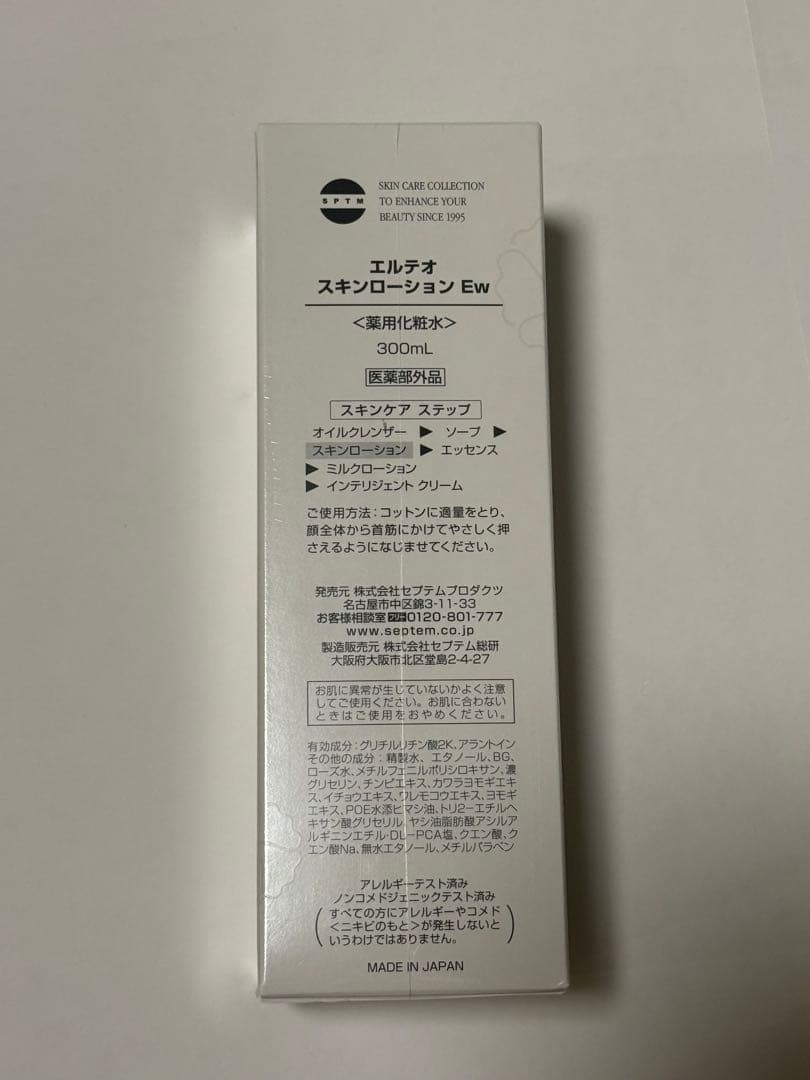 SPTM
SKIN CARE COLLECTION
TO ENHANCE YOUR
BEAUTY SINCE 1995
エルテオ
スキンローション Ew
＜薬用化粧水＞
300mL
医薬部外品
スキンケア ステップ
オイルクレンザー ▶ ソープ ▶
スキンローション ▶ エッセンス
▶ ミルクローション
▶ インテリジェント クリーム
ご使用方法：コットンに適量をとり、
顔全体から首筋にかけてやさしく押
さえるようになじませてください。
発売元 株式会社セプテムプロダクツ
名古屋市中区錦3-11-33
お客様相談室 フリー 0120-801-777
www.septem.co.jp
製造販売元 株式会社セプテム総研
大阪府大阪市北区堂島2-4-27
お肌に異常が生じていないかよく注意
してご使用ください。お肌に合わない
ときはご使用をおやめください。
有効成分：グリチルリチン酸2K、アラントイン
その他の成分：精製水、エタノール、BG、
ローズ水、メチルフェニルポリシロキサン、濃
グリセリン、チンピエキス、カワラヨモギエキ
ス、イチョウエキス、ワレモコウエキス、ヨモギ
エキス、POE水添ヒマシ油、トリ2-エチルヘ
キサン酸グリセリル、ヤシ油脂肪酸アシルア
ルギニンエチル・DL-PCA塩、クエン酸、ク
エン酸Na、無水エタノール、メチルパラベン
アレルギーテスト済み
ノンコメドジェニックテスト済み
(すべての方にアレルギーやコメド
＜ニキビのもと＞が発生しないと
いうわけではありません。)
MADE IN JAPAN